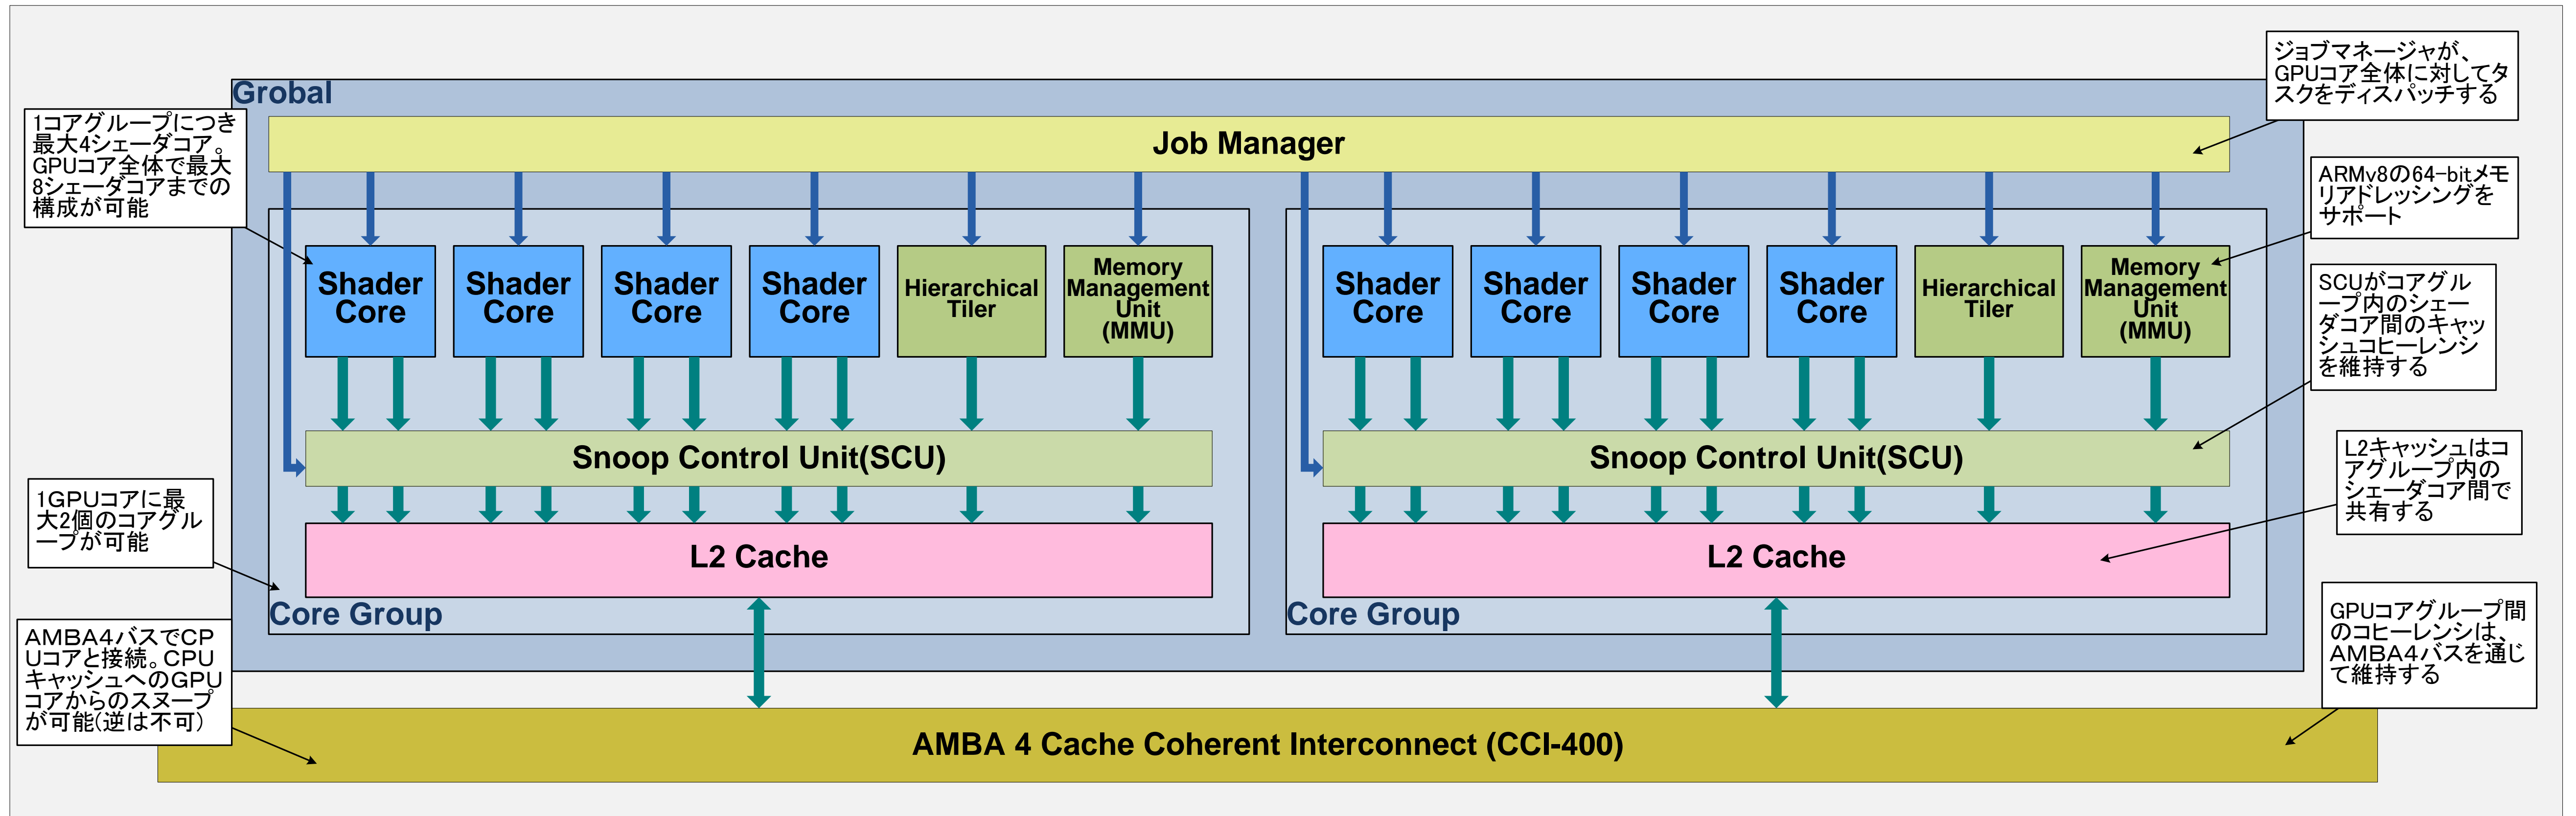 ジョブマネージャが、
GPUコア全体に対してタ
スクをディスパッチする
Grobal
1コアグループにつき
最大4シェーダコア。
GPUコア全体で最大
8シェーダコアまでの
構成が可能
Job Manager
ARMv8の64-bitメモ
リアドレッシングを
サポート
Shader
Core
Shader
Core
Shader
Core
Shader
Core
Hierarchical
Tiler
Memory
Management
Unit
(MMU)
Shader
Core
Shader
Core
Shader
Core
Shader
Core
Hierarchical
Tiler
Memory
Management
Unit
(MMU)
SCUがコアグル
ープ内のシェー
ダコア間のキャッ
シュコヒーレンシ
を維持する
Snoop Control Unit(SCU)
Snoop Control Unit(SCU)
L2キャッシュはコ
アグループ内の
シェーダコア間で
共有する
1GPUコアに最
大2個のコアグル
ープが可能
L2 Cache
L2 Cache
Core Group
Core Group
GPUコアグループ間
のコヒーレンシは、
AMBA4バスを通じ
て維持する
AMBA4バスでCP
Uコアと接続。CPU
キャッシュへのGPU
コアからのスヌープ
が可能(逆は不可)
AMBA 4 Cache Coherent Interconnect (CCI-400)